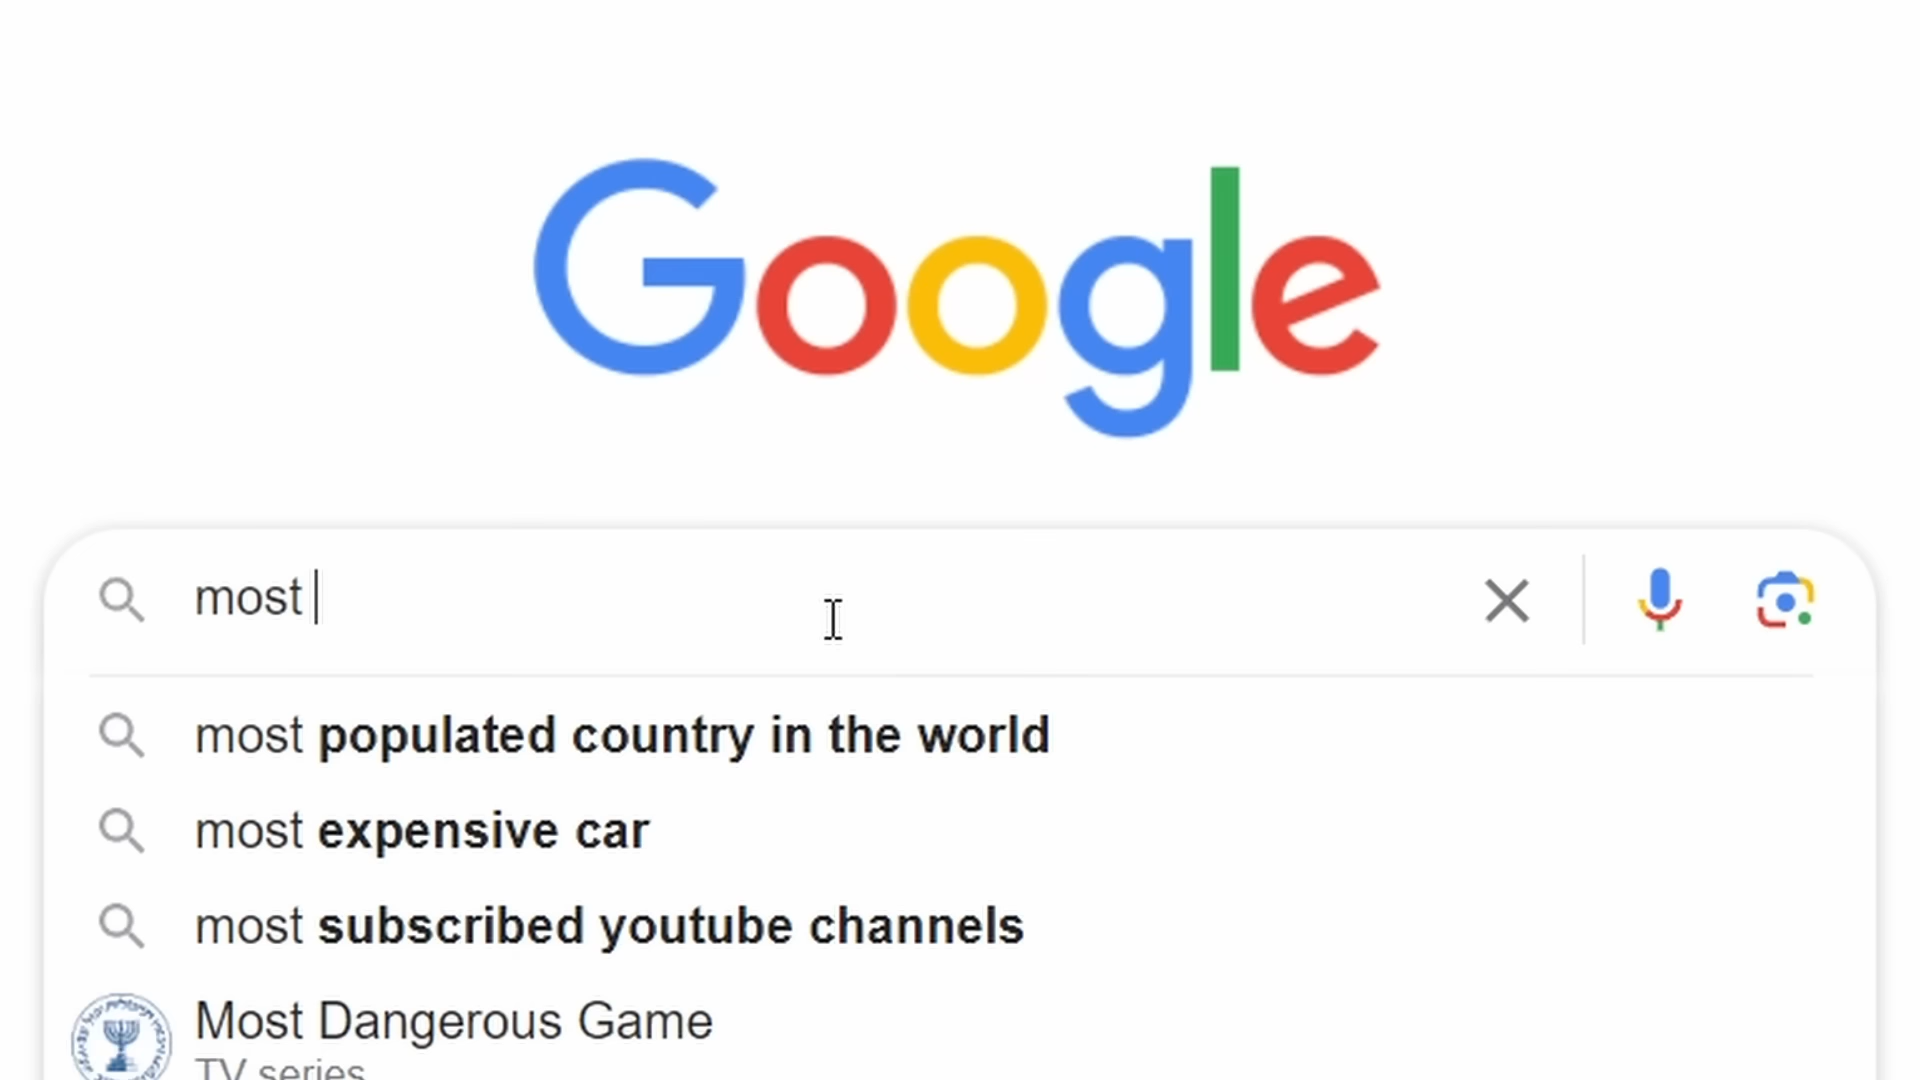 Google
most
most populated country in the world
most expensive car
most subscribed youtube channels
Most Dangerous Game
TV series